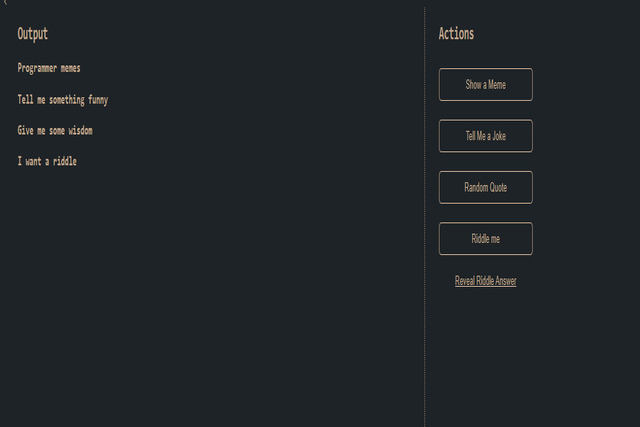 Output
Programmer memes
Tell me something funny
Give me some wisdom
I want a riddle
Actions
Show a Meme
Tell Me a Joke
Random Quote
Riddle me
Reveal Riddle Answer